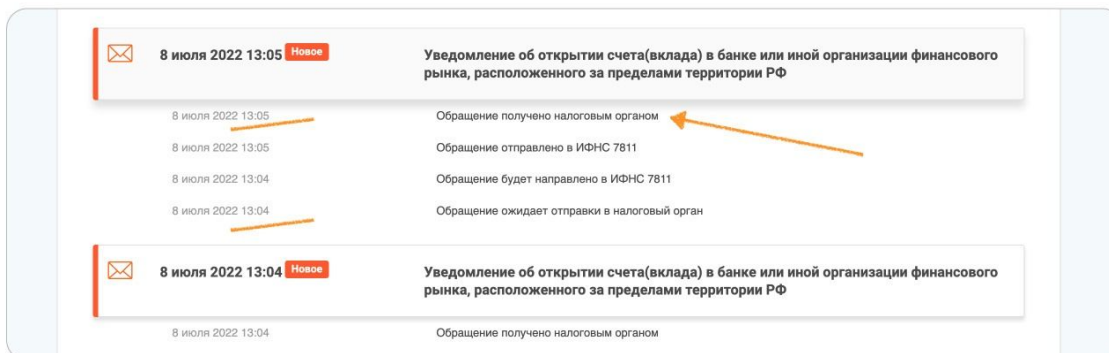 8 июля 2022 13:05 Новое Уведомление об открытии счета(вклада) в банке или иной организации финансового
рынка, расположенного за пределами территории РФ
8 июля 2022 13:05 Обращение получено налоговым органом
8 июля 2022 13:05 Обращение отправлено в ИФНС 7811
8 июля 2022 13:04 Обращение будет направлено в ИФНС 7811
8 июля 2022 13:04 Обращение ожидает отправки в налоговый орган
8 июля 2022 13:04 Новое Уведомление об открытии счета(вклада) в банке или иной организации финансового
рынка, расположенного за пределами территории РФ
8 июля 2022 13:04 Обращение получено налоговым органом